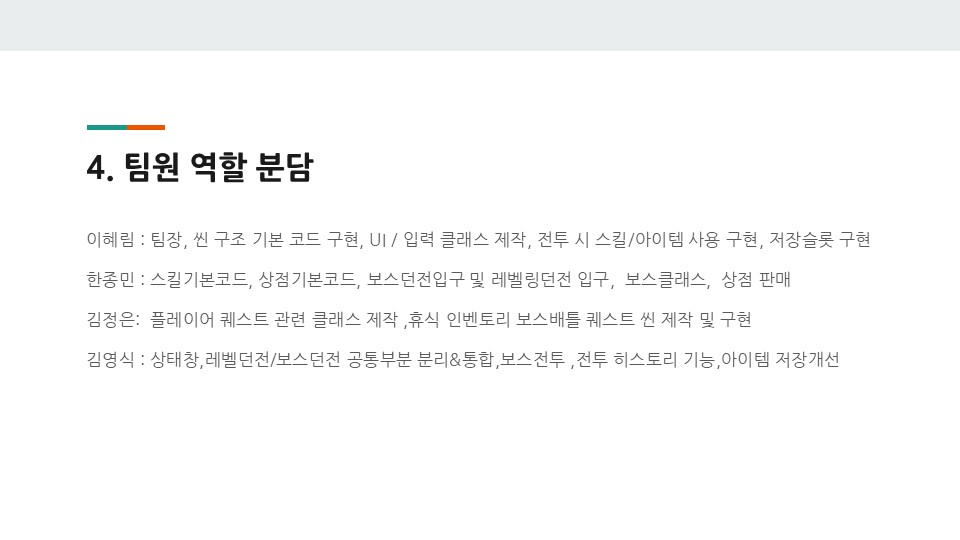 4. 팀원 역할 분담
이혜림 : 팀장, 씬 구조 기본 코드 구현, UI / 입력 클래스 제작, 전투 시 스킬/아이템 사용 구현, 저장슬롯 구현
한종민 : 스킬기본코드, 상점기본코드, 보스던전입구 및 레벨링던전 입구,  보스클래스,  상점 판매
김정은:  플레이어 퀘스트 관련 클래스 제작 ,휴식 인벤토리 보스배틀 퀘스트 씬 제작 및 구현
김영식 : 상태창,레벨던전/보스던전 공통부분 분리&통합,보스전투 ,전투 히스토리 기능,아이템 저장개선